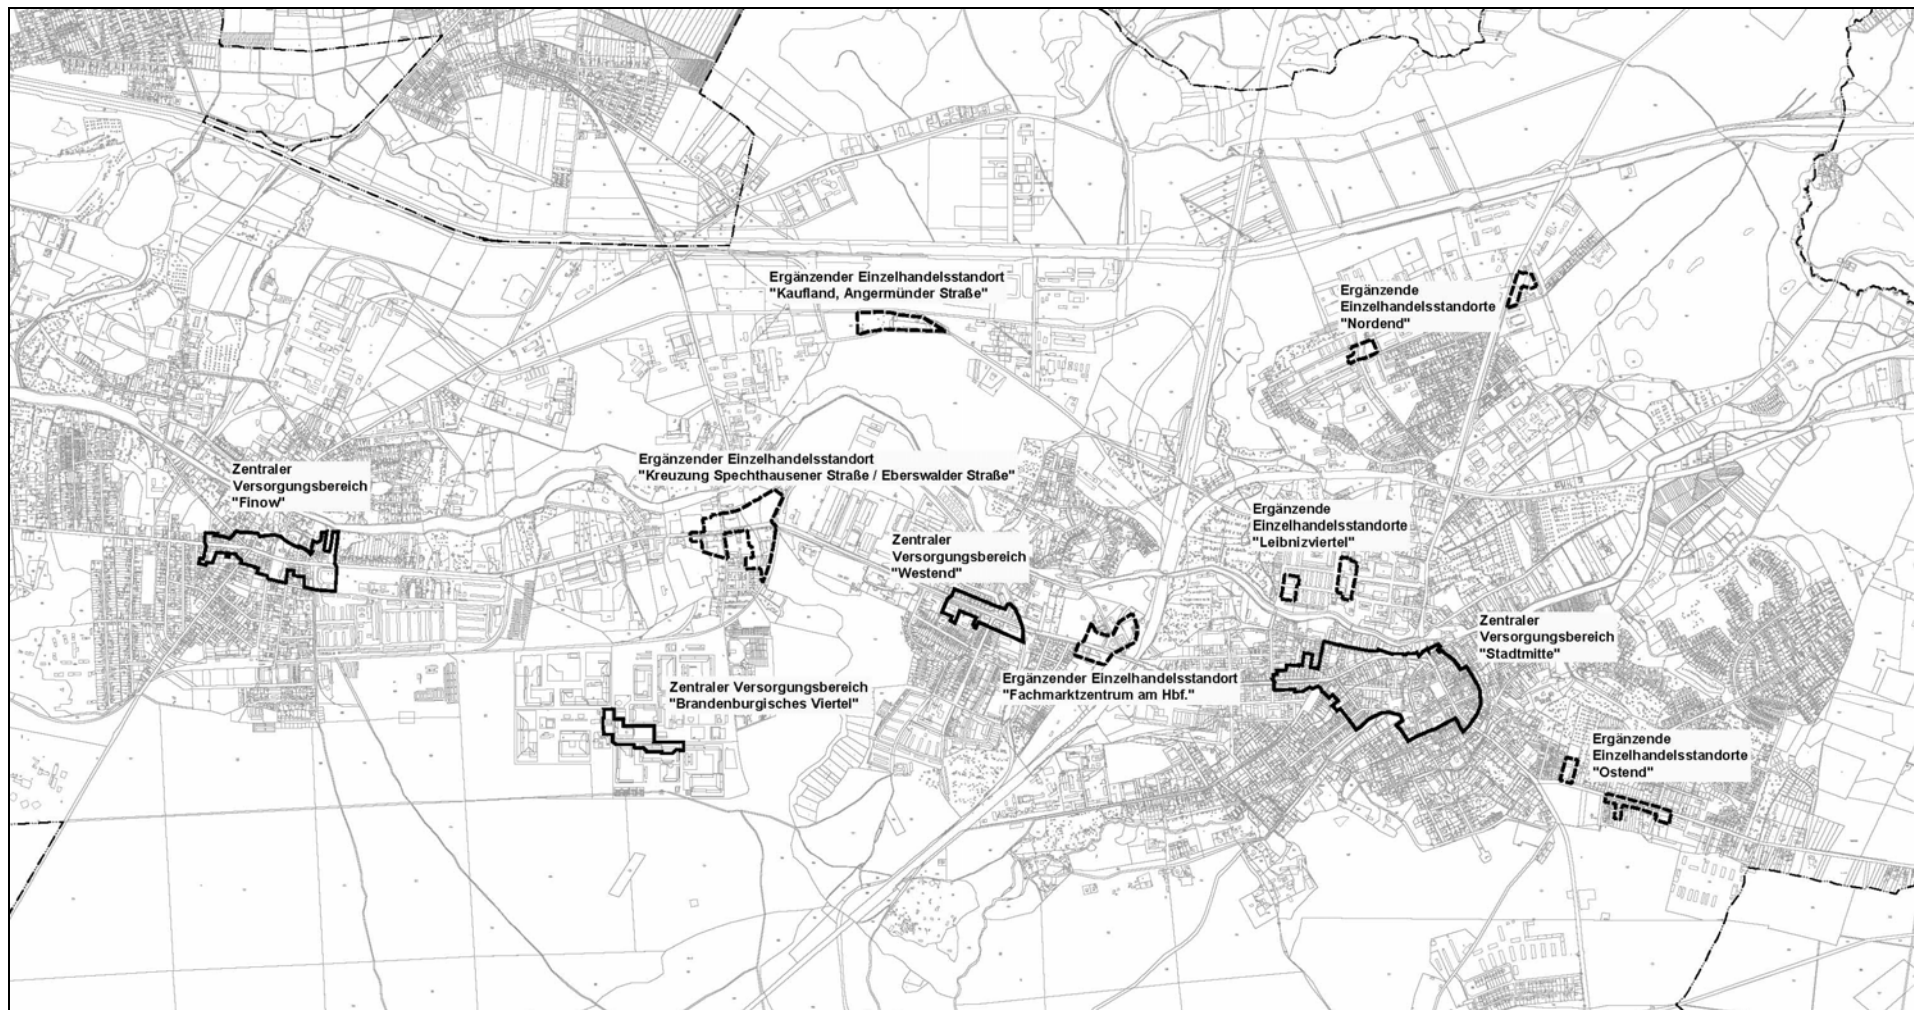 Ergänzender Einzelhandelsstandort
"Kaufland, Angermünder Straße"
Ergänzende
Einzelhandelsstandorte
"Nordend"
Zentraler
Versorgungsbereich
"Finow"
Ergänzender Einzelhandelsstandort
"Kreuzung Spechthausener Straße / Eberswalder Straße"
Zentraler
Versorgungsbereich
"Westend"
Ergänzende
Einzelhandelsstandorte
"Leibnizviertel"
Zentraler
Versorgungsbereich
"Stadtmitte"
Ergänzender Einzelhandelsstandort
"Fachmarktzentrum am Hbf."
Zentraler Versorgungsbereich
"Brandenburgisches Viertel"
Ergänzende
Einzelhandelsstandorte
"Ostend"